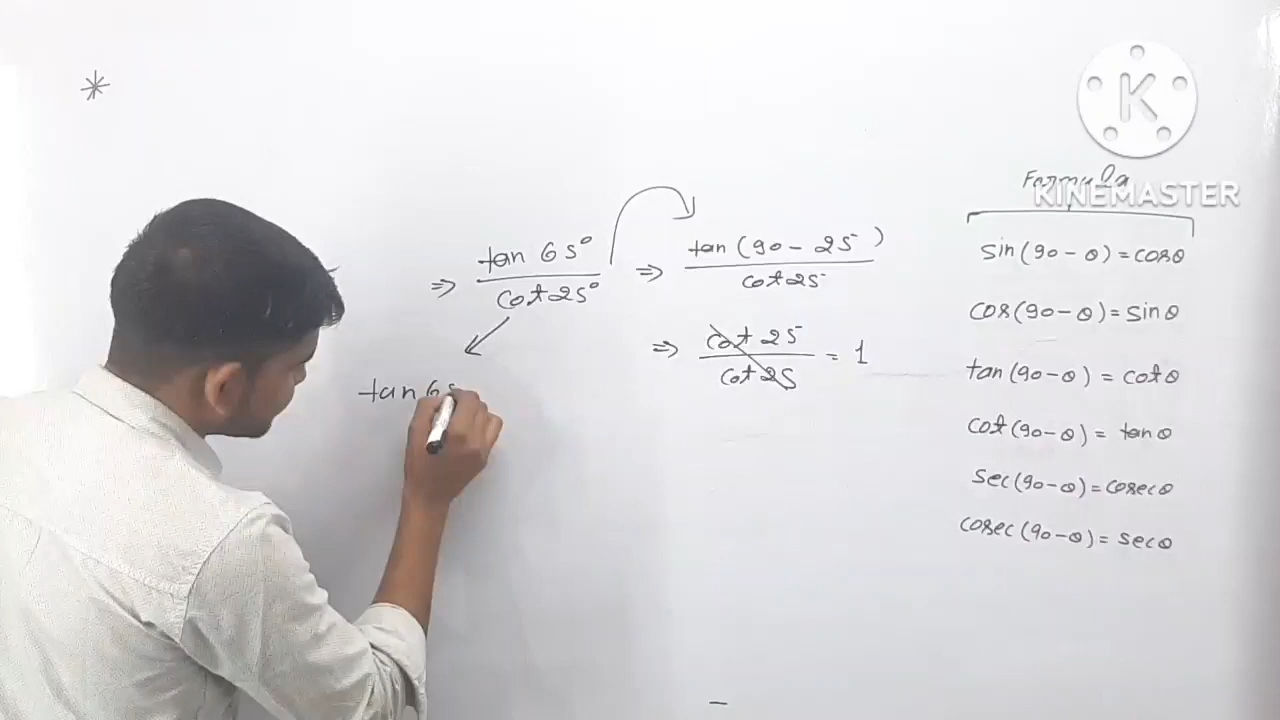 *
K
KINEMASTER
Formula
sin(90-θ)=cosθ
cos(90-θ)=sinθ
tan(90-θ) = cotθ
cot(90-θ) = tanθ
sec(90-θ)=cosecθ
cosec(90-θ)= secθ
⇒ tan 65° / cot 25° ⇒ tan (90-25) / cot 25
⇒ cot 25 / cot 25 = 1
tan 65